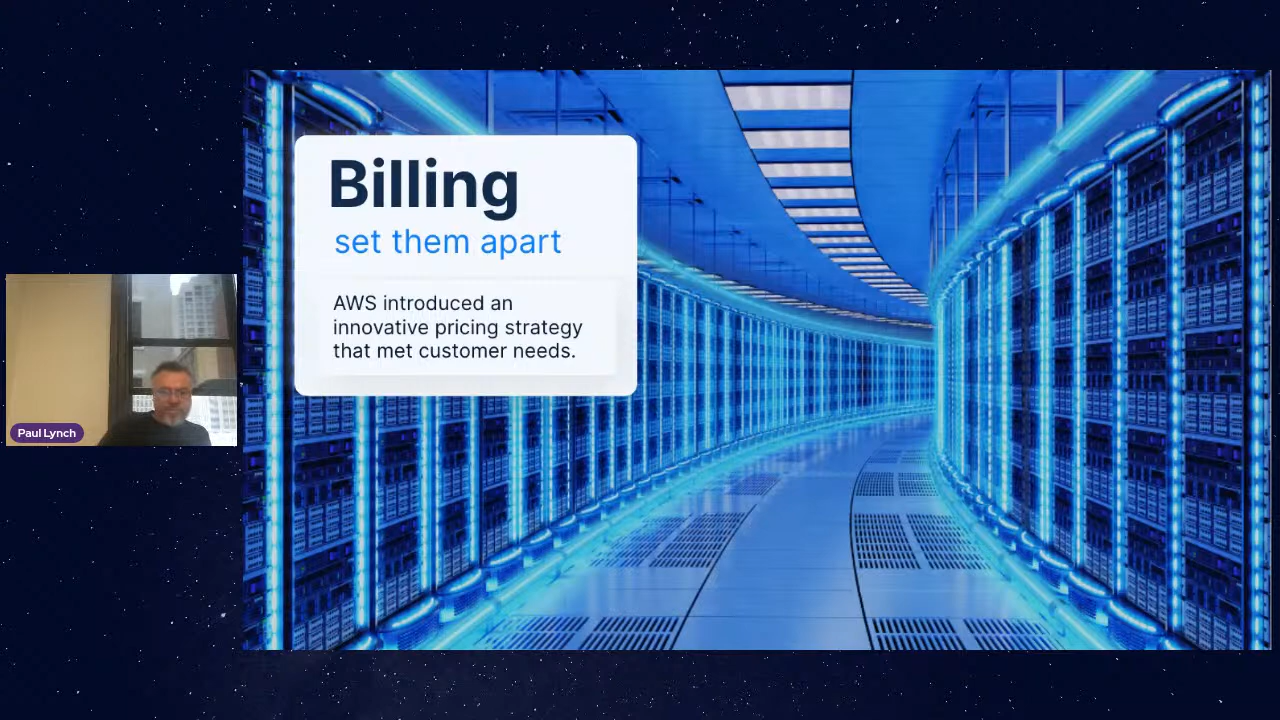 Billing
set them apart
AWS introduced an
innovative pricing strategy
that met customer needs.
Paul Lynch